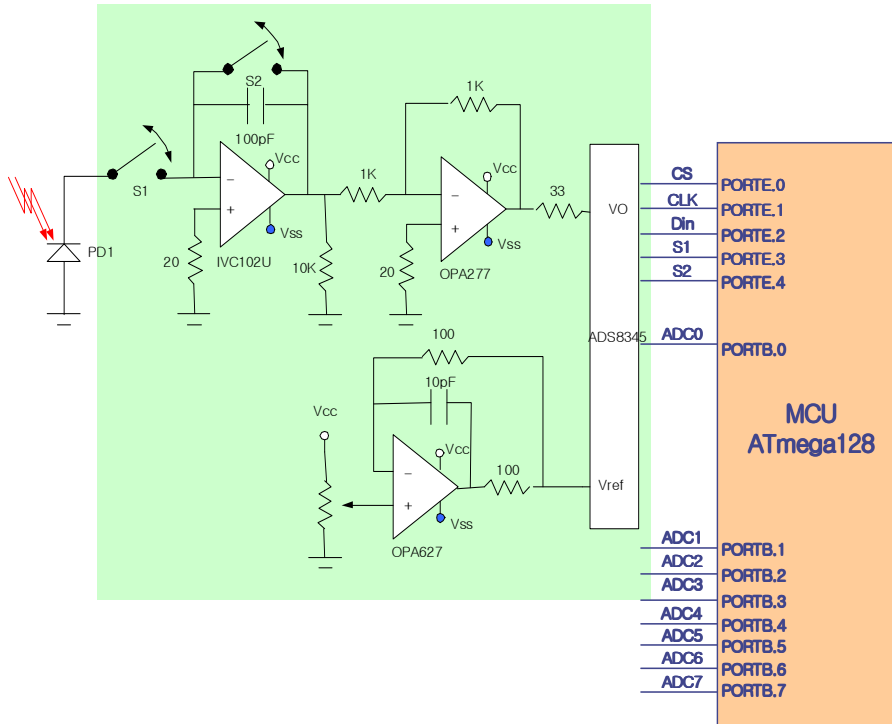 S2
100pF
Vcc
S1
IVC102U
Vss
20
10K
PD1
1K
1K
Vcc
Vss
OPA277
20
33
VO
ADS8345
Vref
100
10pF
Vcc
Vcc
Vss
OPA627
100
CS
CLK
Din
S1
S2
ADC0
ADC1
ADC2
ADC3
ADC4
ADC5
ADC6
ADC7
PORTE.0
PORTE.1
PORTE.2
PORTE.3
PORTE.4
PORTB.0
MCU
ATmega128
PORTB.1
PORTB.2
PORTB.3
PORTB.4
PORTB.5
PORTB.6
PORTB.7